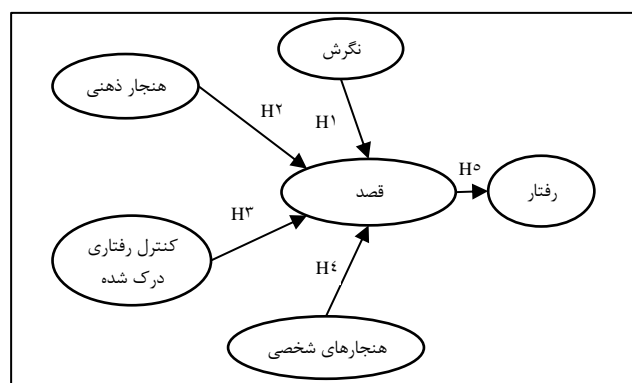 نگرش
هنجار ذهنی
H۲
H۱
قصد
H۵
رفتار
H۳
کنترل رفتاری
درک شده
H٤
هنجارهای شخصی